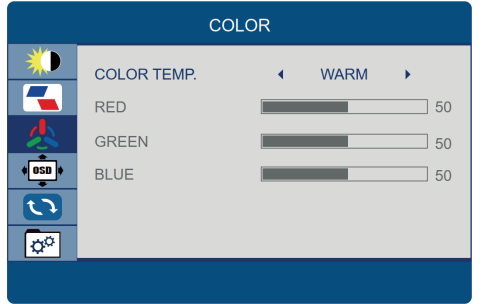 COLOR
COLOR TEMP. WARM
RED 50
GREEN 50
OSD
BLUE 50